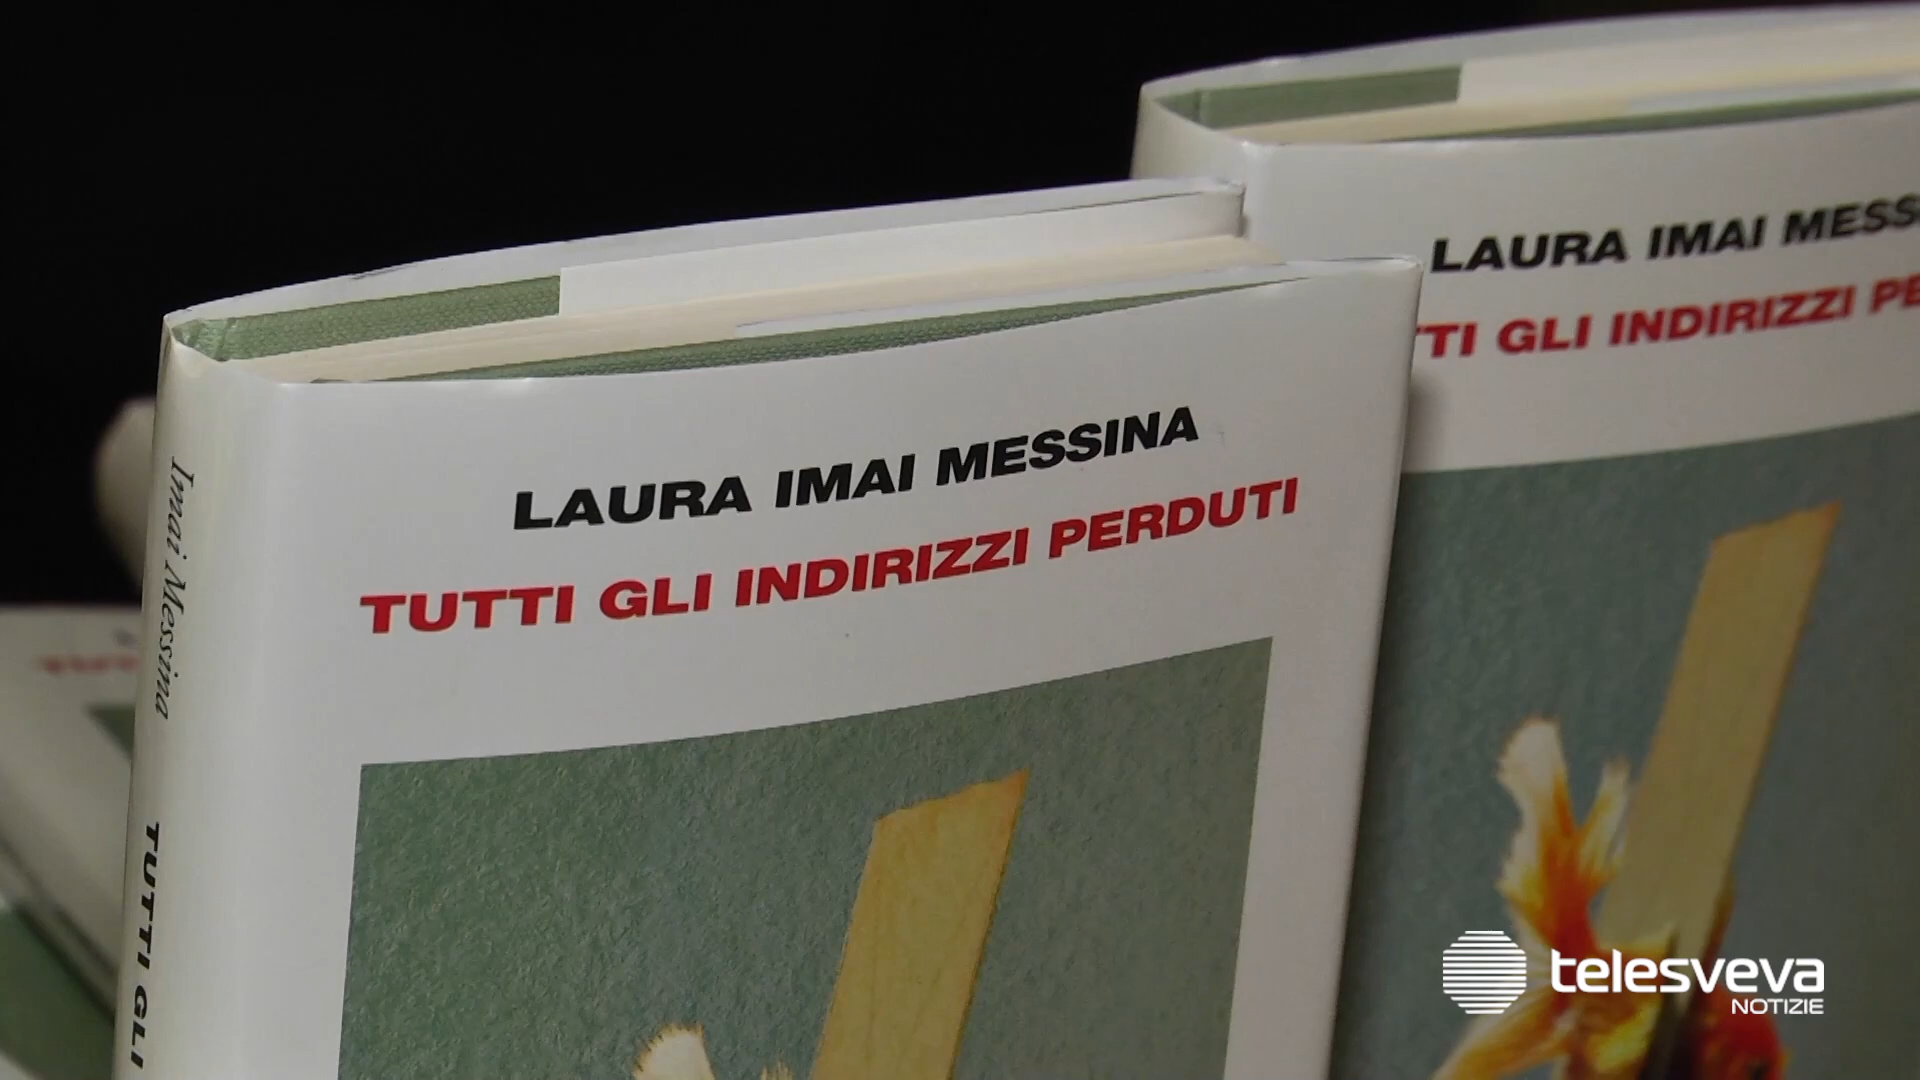 LAURA IMAI MESSINA
TUTTI GLI INDIRIZZI PERDUTI
Imai Messina
TUTTI GLI
LAURA IMAI MESS
TTI GLI INDIRIZZI PE
telesveva
NOTIZIE